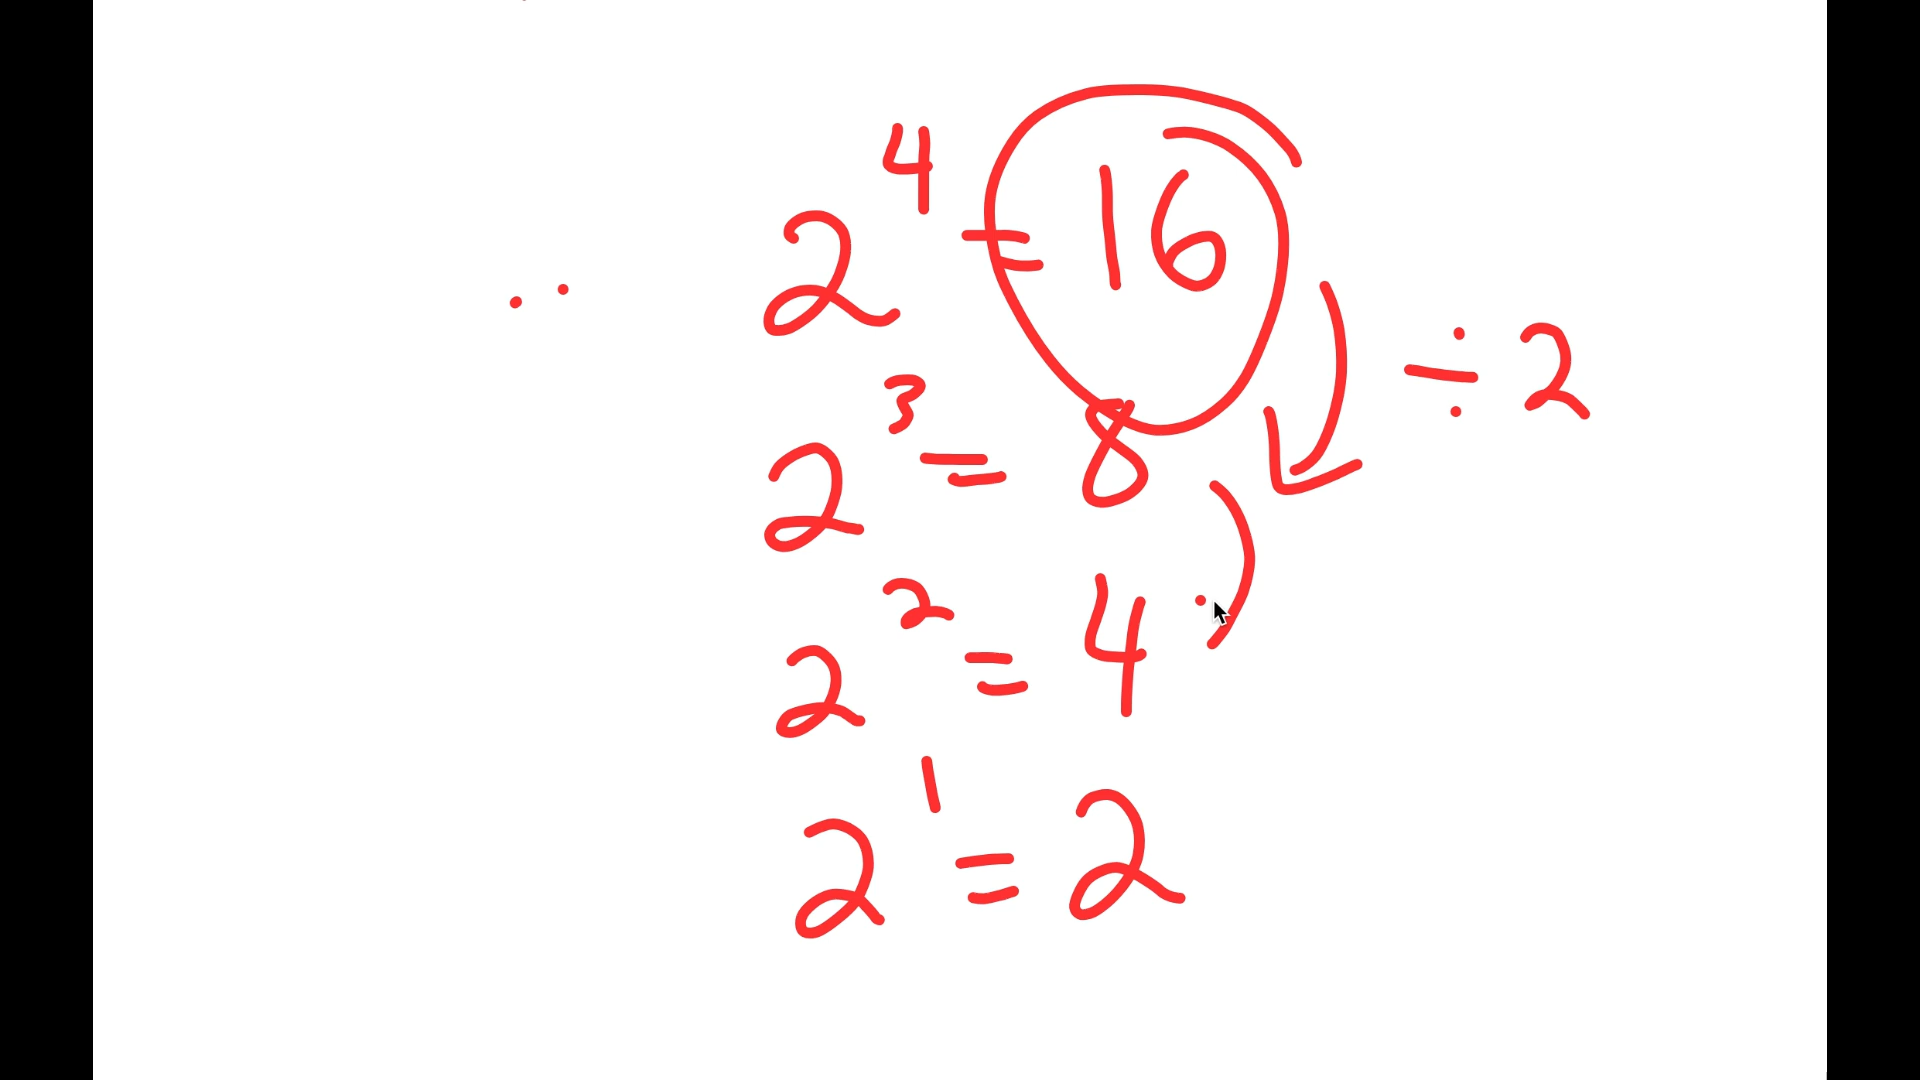 2⁴ = 16
÷ 2
2³ = 8
2² = 4
2¹ = 2